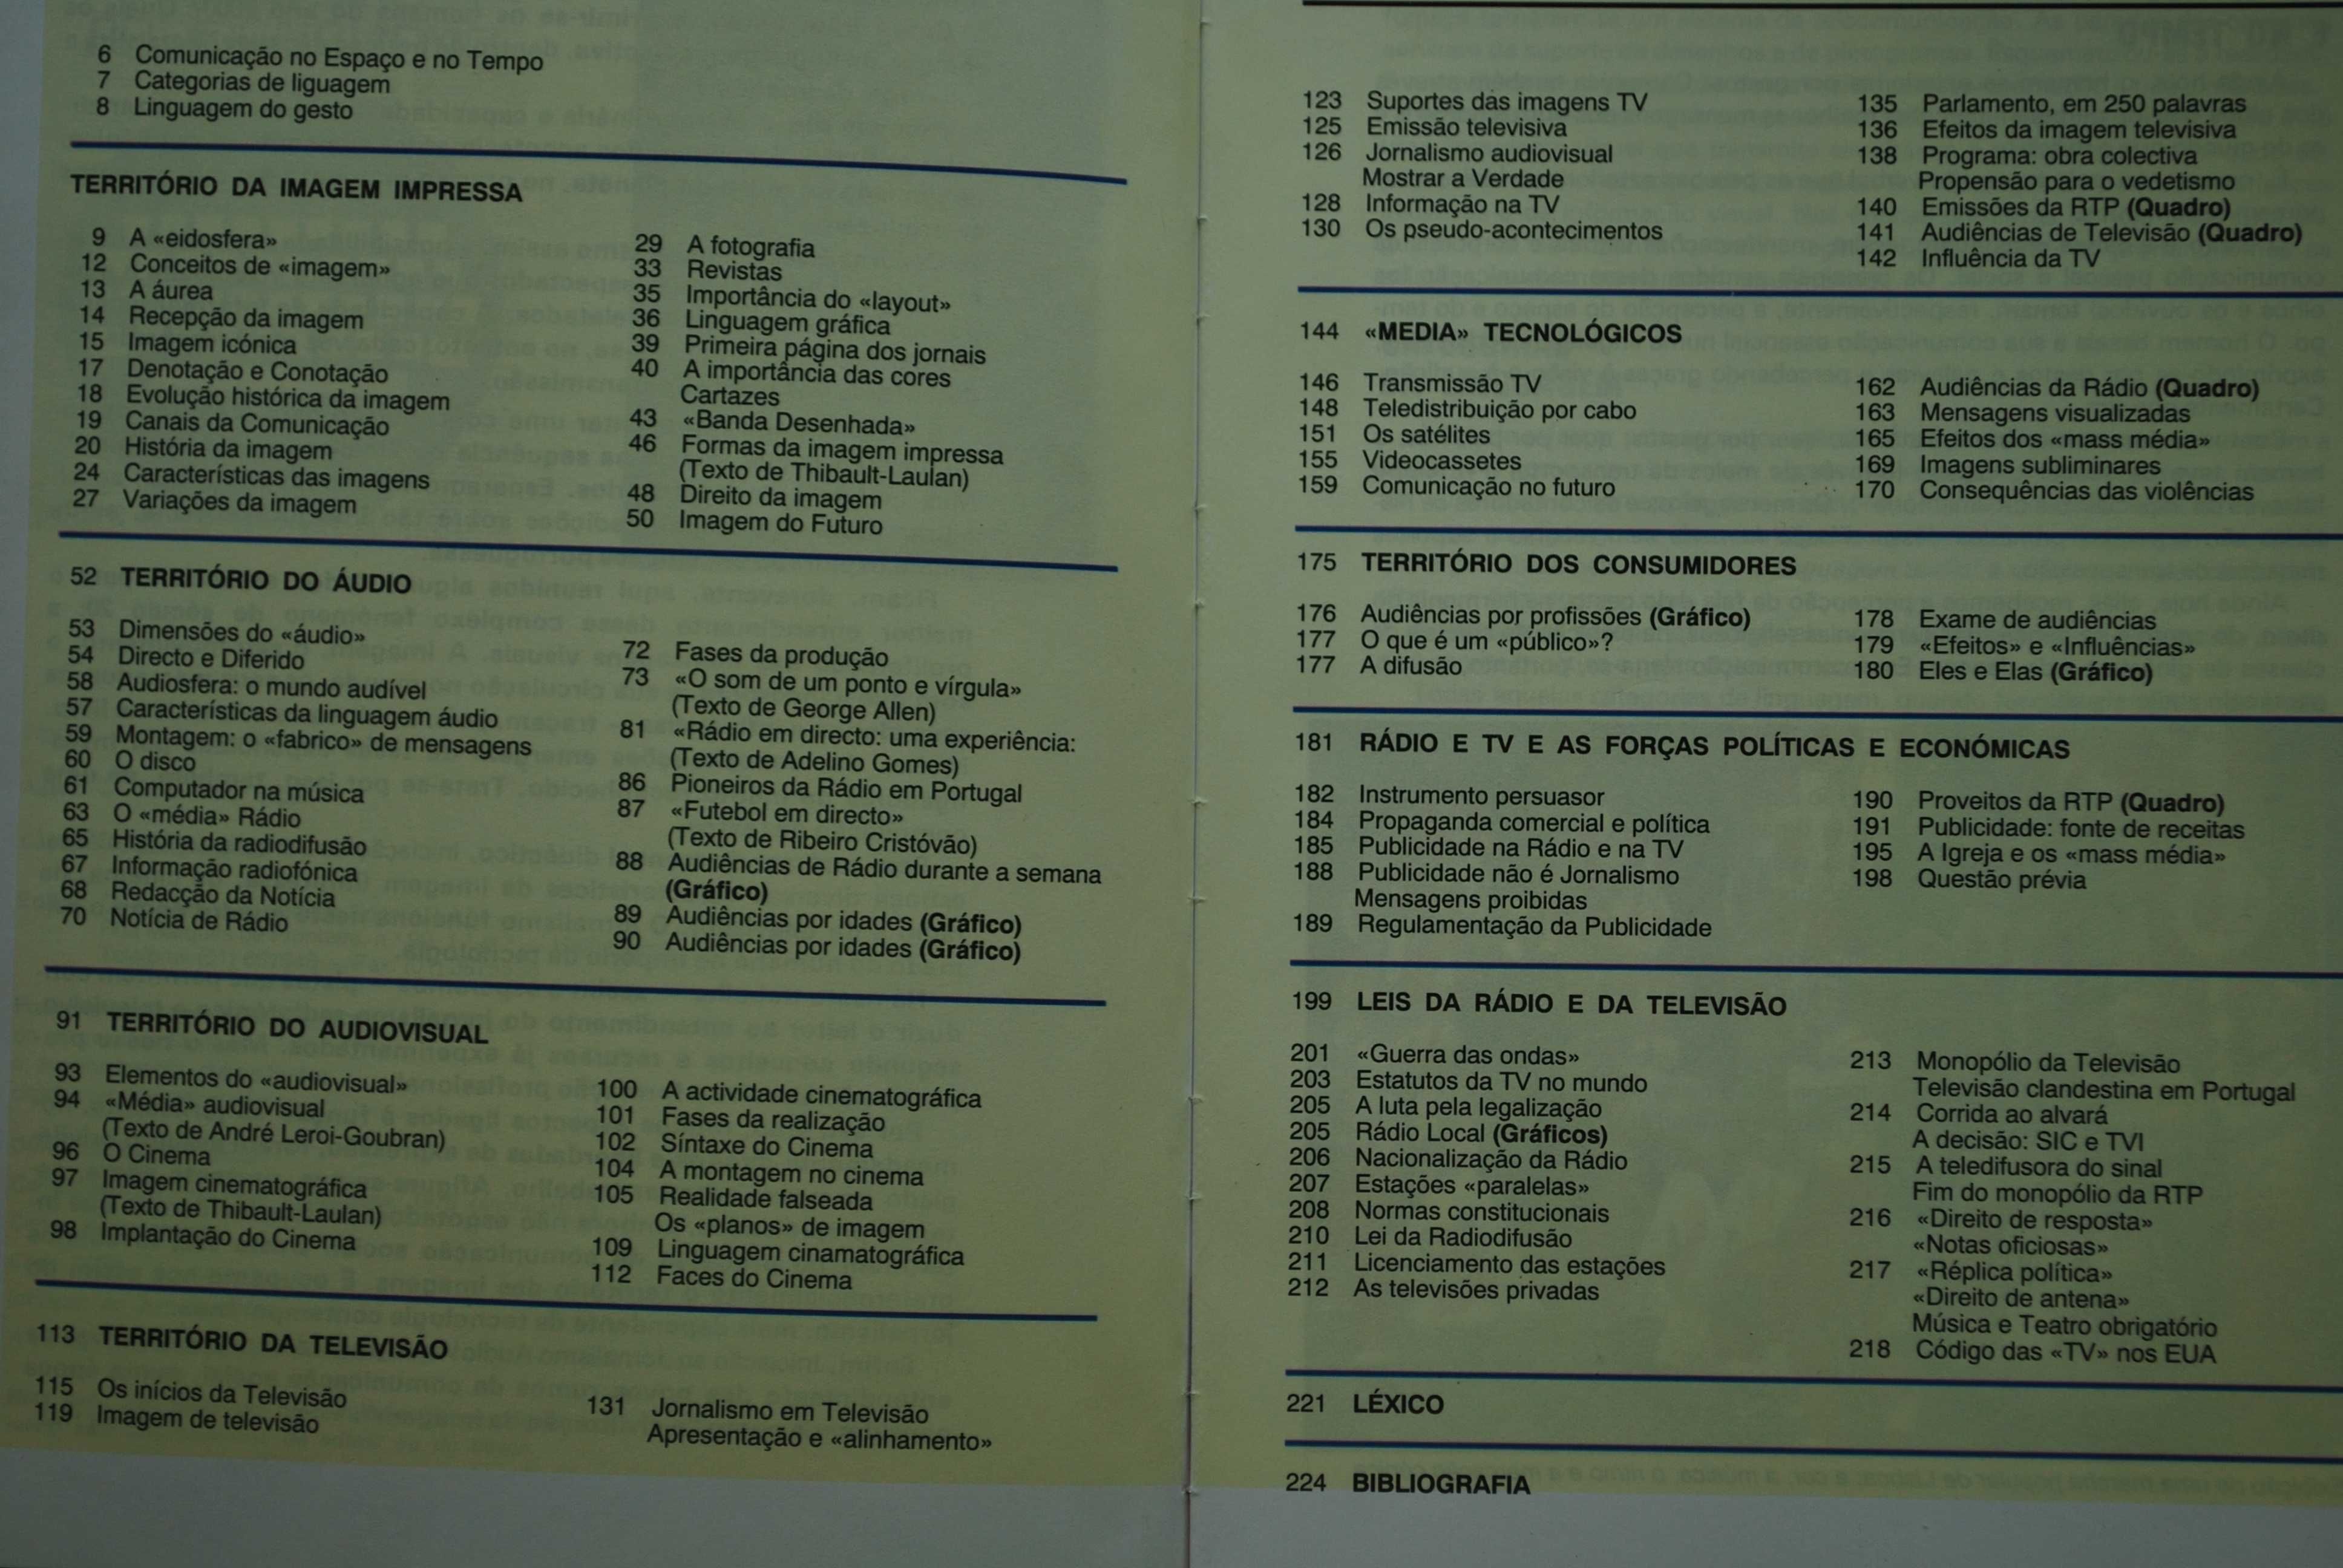 6 Comunicação no Espaço e no Tempo
7 Categorias de liguagem
8 Linguagem do gesto
TERRITÓRIO DA IMAGEM IMPRESSA
9 A «eidosfera»
12 Conceitos de «imagem»
13 A áurea
14 Recepção da imagem
15 Imagem icónica
17 Denotação e Conotação
18 Evolução histórica da imagem
19 Canais da Comunicação
20 História da imagem
24 Características das imagens
27 Variações da imagem
29 A fotografia
33 Revistas
35 Importância do «layout»
36 Linguagem gráfica
39 Primeira página dos jornais
40 A importância das cores
Cartazes
43 «Banda Desenhada»
46 Formas da imagem impressa
(Texto de Thibault-Laulan)
48 Direito da imagem
50 Imagem do Futuro
52 TERRITÓRIO DO ÁUDIO
53 Dimensões do «áudio»
54 Directo e Diferido
58 Audiosfera: o mundo audível
57 Características da linguagem áudio
59 Montagem: o «fabrico» de mensagens
60 O disco
61 Computador na música
63 O «média» Rádio
65 História da radiodifusão
67 Informação radiofónica
68 Redacção da Notícia
70 Notícia de Rádio
72 Fases da produção
73 «O som de um ponto e vírgula»
(Texto de George Allen)
81 «Rádio em directo: uma experiência:
(Texto de Adelino Gomes)
86 Pioneiros da Rádio em Portugal
87 «Futebol em directo»
(Texto de Ribeiro Cristóvão)
88 Audiências de Rádio durante a semana
(Gráfico)
89 Audiências por idades (Gráfico)
90 Audiências por idades (Gráfico)
91 TERRITÓRIO DO AUDIOVISUAL
93 Elementos do «audiovisual»
94 «Média» audiovisual
(Texto de André Leroi-Goubran)
96 O Cinema
97 Imagem cinematográfica
(Texto de Thibault-Laulan)
98 Implantação do Cinema
100 A actividade cinematográfica
101 Fases da realização
102 Síntaxe do Cinema
104 A montagem no cinema
105 Realidade falseada
Os «planos» de imagem
109 Linguagem cinamatográfica
112 Faces do Cinema
113 TERRITÓRIO DA TELEVISÃO
115 Os inícios da Televisão
119 Imagem de televisão
131 Jornalismo em Televisão
Apresentação e «alinhamento»
123 Suportes das imagens TV
125 Emissão televisiva
126 Jornalismo audiovisual
Mostrar a Verdade
128 Informação na TV
130 Os pseudo-acontecimentos
135 Parlamento, em 250 palavras
136 Efeitos da imagem televisiva
138 Programa: obra colectiva
Propensão para o vedetismo
140 Emissões da RTP (Quadro)
141 Audiências de Televisão (Quadro)
142 Influência da TV
144 «MEDIA» TECNOLÓGICOS
146 Transmissão TV
148 Teledistribuição por cabo
151 Os satélites
155 Videocassetes
159 Comunicação no futuro
162 Audiências da Rádio (Quadro)
163 Mensagens visualizadas
165 Efeitos dos «mass média»
169 Imagens subliminares
170 Consequências das violências
175 TERRITÓRIO DOS CONSUMIDORES
176 Audiências por profissões (Gráfico)
177 O que é um «público»?
177 A difusão
178 Exame de audiências
179 «Efeitos» e «Influências»
180 Eles e Elas (Gráfico)
181 RÁDIO E TV E AS FORÇAS POLÍTICAS E ECONÓMICAS
182 Instrumento persuasor
184 Propaganda comercial e política
185 Publicidade na Rádio e na TV
188 Publicidade não é Jornalismo
Mensagens proibidas
189 Regulamentação da Publicidade
190 Proveitos da RTP (Quadro)
191 Publicidade: fonte de receitas
195 A Igreja e os «mass média»
198 Questão prévia
199 LEIS DA RÁDIO E DA TELEVISÃO
201 «Guerra das ondas»
203 Estatutos da TV no mundo
205 A luta pela legalização
205 Rádio Local (Gráficos)
206 Nacionalização da Rádio
207 Estações «paralelas»
208 Normas constitucionais
210 Lei da Radiodifusão
211 Licenciamento das estações
212 As televisões privadas
213 Monopólio da Televisão
Televisão clandestina em Portugal
214 Corrida ao alvará
A decisão: SIC e TVI
215 A teledifusora do sinal
Fim do monopólio da RTP
216 «Direito de resposta»
«Notas oficiosas»
217 «Réplica política»
«Direito de antena»
Música e Teatro obrigatório
218 Código das «TV» nos EUA
221 LÉXICO
224 BIBLIOGRAFIA